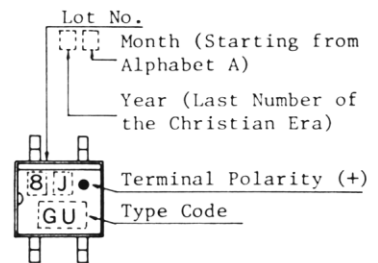 Lot No.
Month (Starting from
Alphabet A)
Year (Last Number of
the Christian Era)
8 J
Terminal Polarity (+)
GU
Type Code